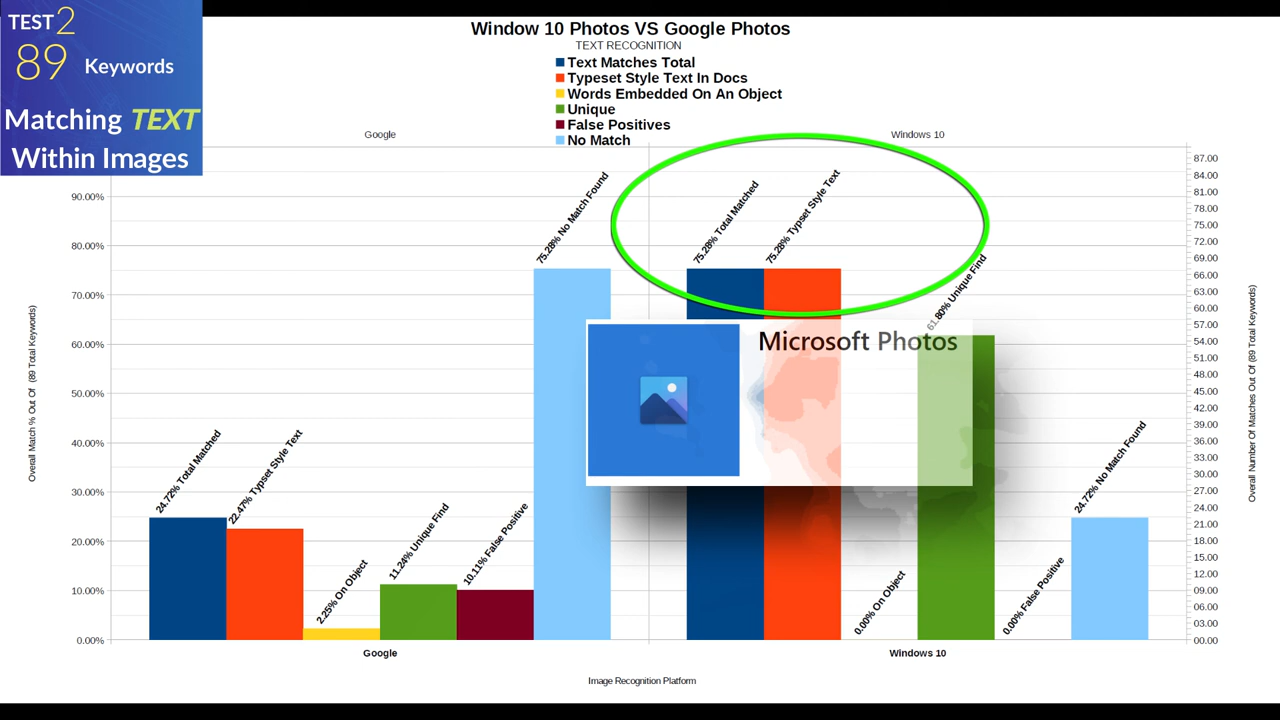 TEST 2
89 Keywords
Matching TEXT
Within Images
Window 10 Photos VS Google Photos
TEXT RECOGNITION
Text Matches Total
Typeset Style Text In Docs
Words Embedded On An Object
Unique
False Positives
No Match
Google
Windows 10
90.00%
80.00%
70.00%
60.00%
50.00%
40.00%
30.00%
20.00%
10.00%
0.00%
Overall Match % Out Of (89 Total Keywords)
24.72% Total Matched
22.47% Typset Style Text
2.25% On Object
11.24% Unique Find
10.11% False Positive
75.28% No Match Found
75.28% Total Matched
75.28% Typset Style Text
0.00% On Object
61.80% Unique Find
0.00% False Positive
24.72% No Match Found
Microsoft Photos
87.00
84.00
81.00
78.00
75.00
72.00
69.00
66.00
63.00
60.00
57.00
54.00
51.00
48.00
45.00
42.00
39.00
36.00
33.00
30.00
27.00
24.00
21.00
18.00
15.00
12.00
09.00
06.00
03.00
00.00
Overall Number Of Matches Out Of (89 Total Keywords)
Google
Windows 10
Image Recognition Platform